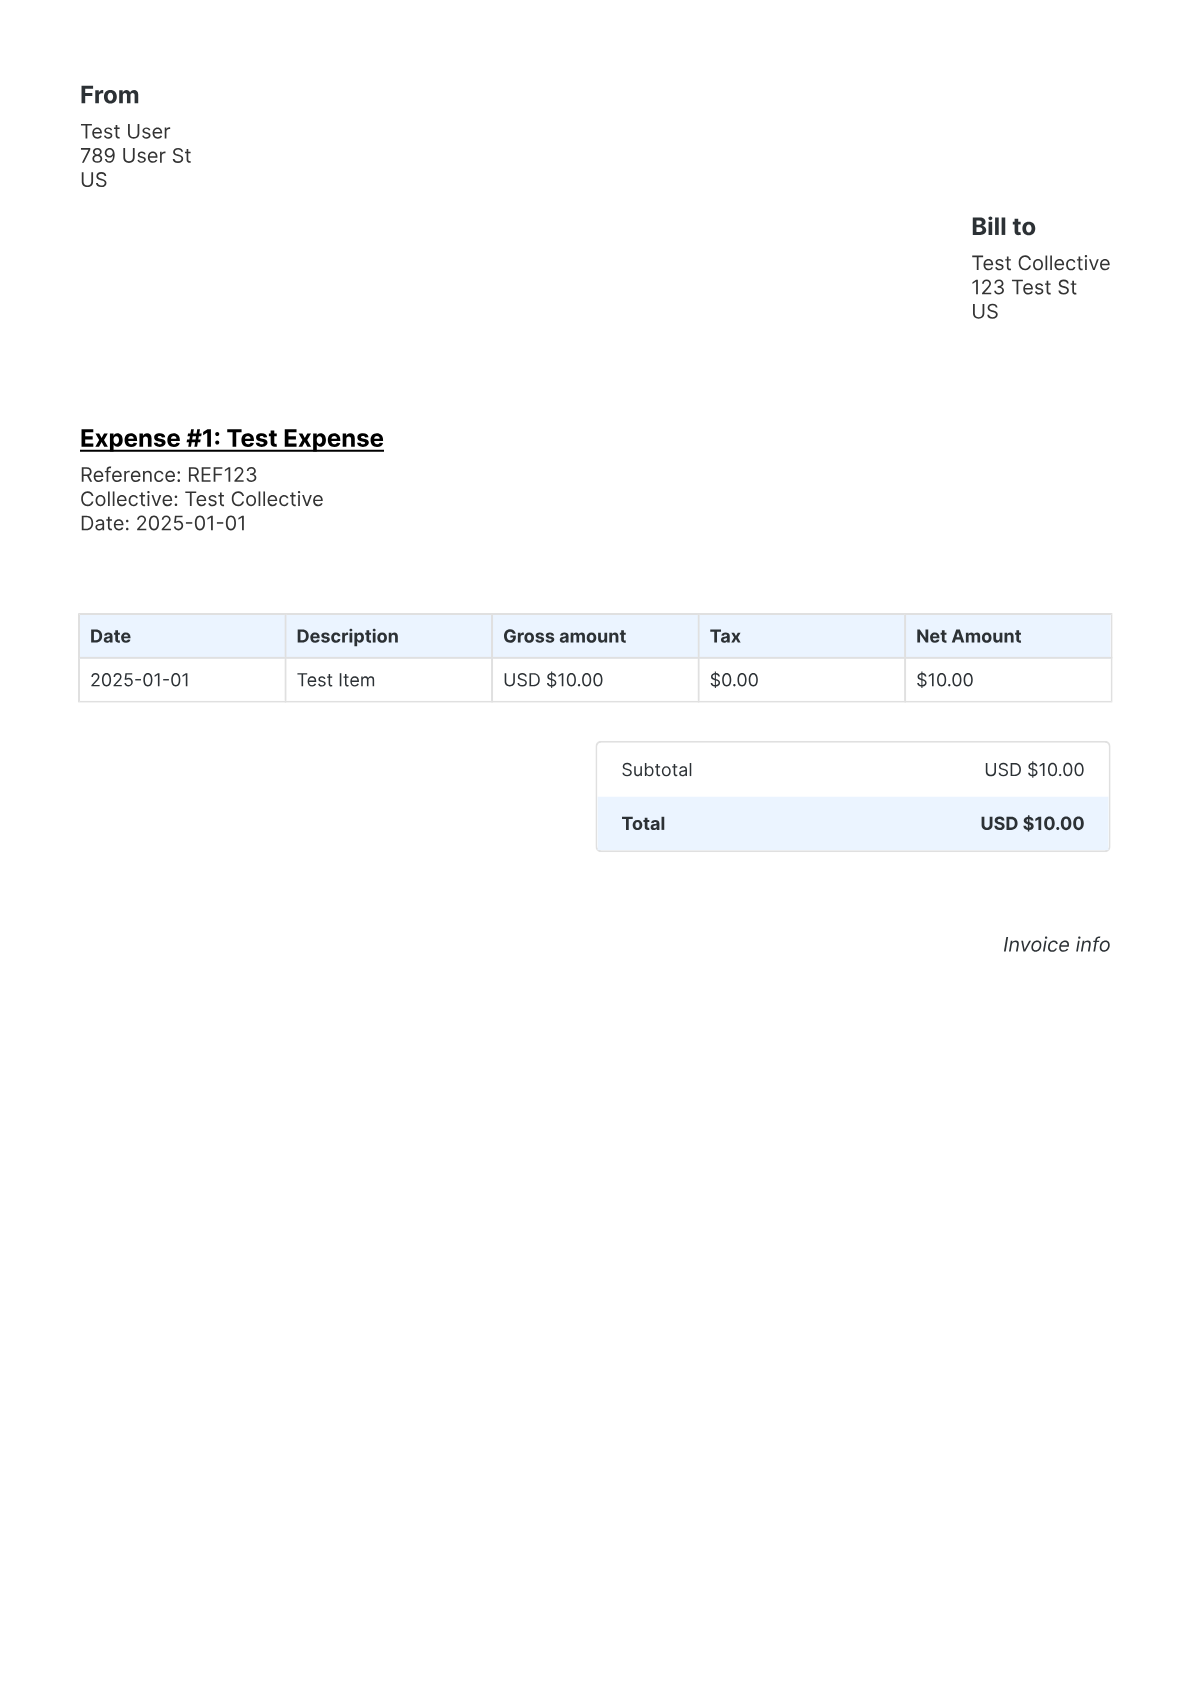 From
Test User
789 User St
US
Bill to
Test Collective
123 Test St
US
Expense #1: Test Expense
Reference: REF123
Collective: Test Collective
Date: 2025-01-01
Date Description Gross amount Tax Net Amount
2025-01-01 Test Item USD $10.00 $0.00 $10.00
Subtotal USD $10.00
Total USD $10.00
Invoice info